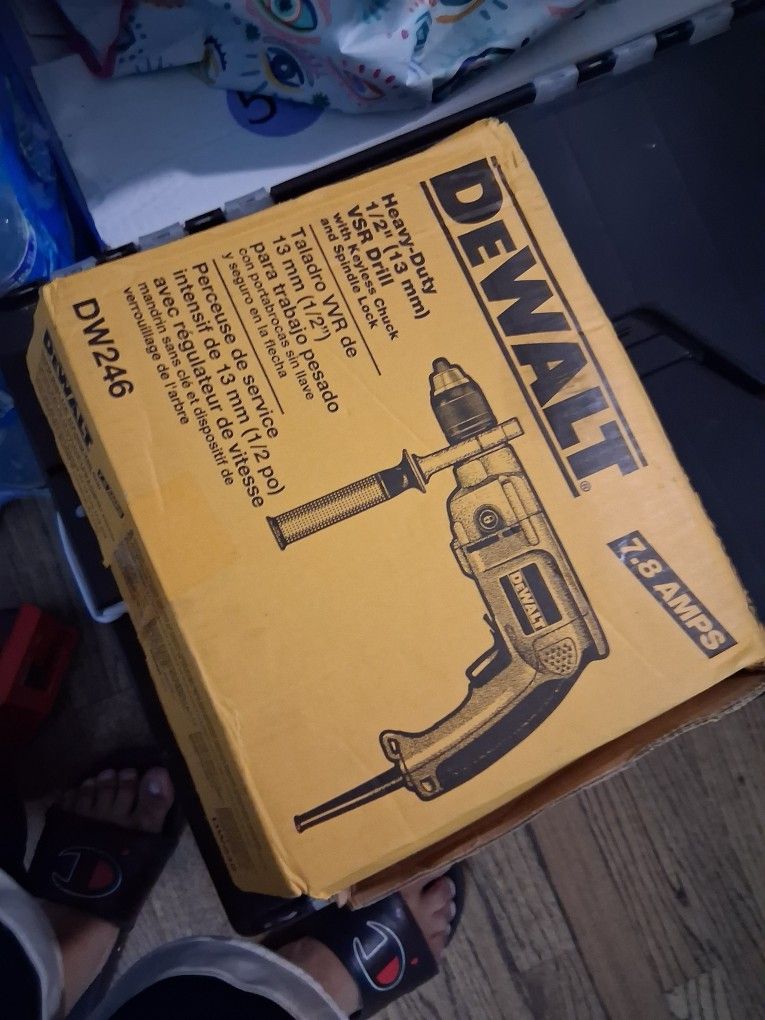 DEWALT®
Heavy-Duty
1/2" (13 mm)
VSR Drill
with Keyless Chuck
and Spindle Lock
Taladro VVR de
13 mm (1/2")
para trabajo pesado
con portabrocas sin llave
y seguro en la flecha
Perceuse de service
intensif de 13 mm (1/2 po)
avec régulateur de vitesse
mandrin sans clé et dispositif de
verrouillage de l'arbre
DW246
7.8 AMPS
DEWALT
DEWALT
5